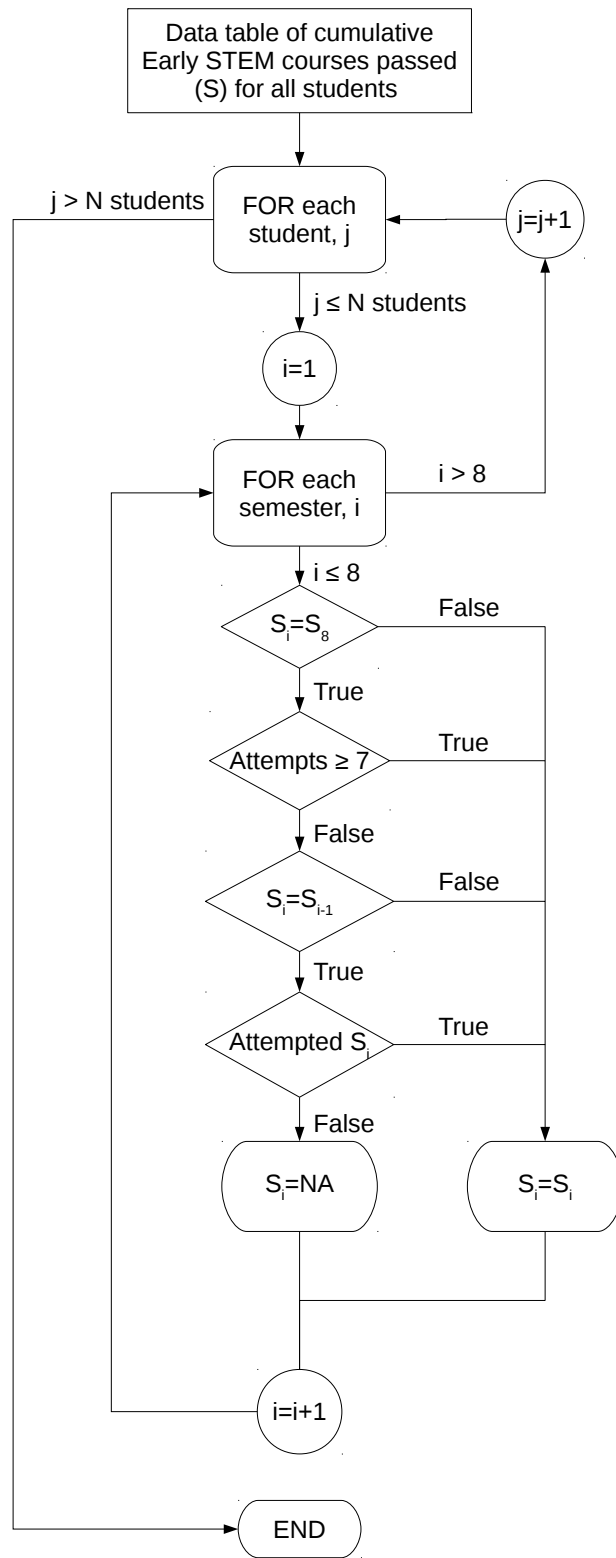 Data table of cumulative
Early STEM courses passed
(S) for all students
j > N students
FOR each
student, j
j=j+1
j ≤ N students
i=1
FOR each
semester, i
i > 8
i ≤ 8
Sᵢ=S₈
False
True
Attempts ≥ 7
True
False
Sᵢ=Sᵢ₋₁
False
True
Attempted Sᵢ
True
False
Sᵢ=NA
Sᵢ=Sᵢ
i=i+1
END